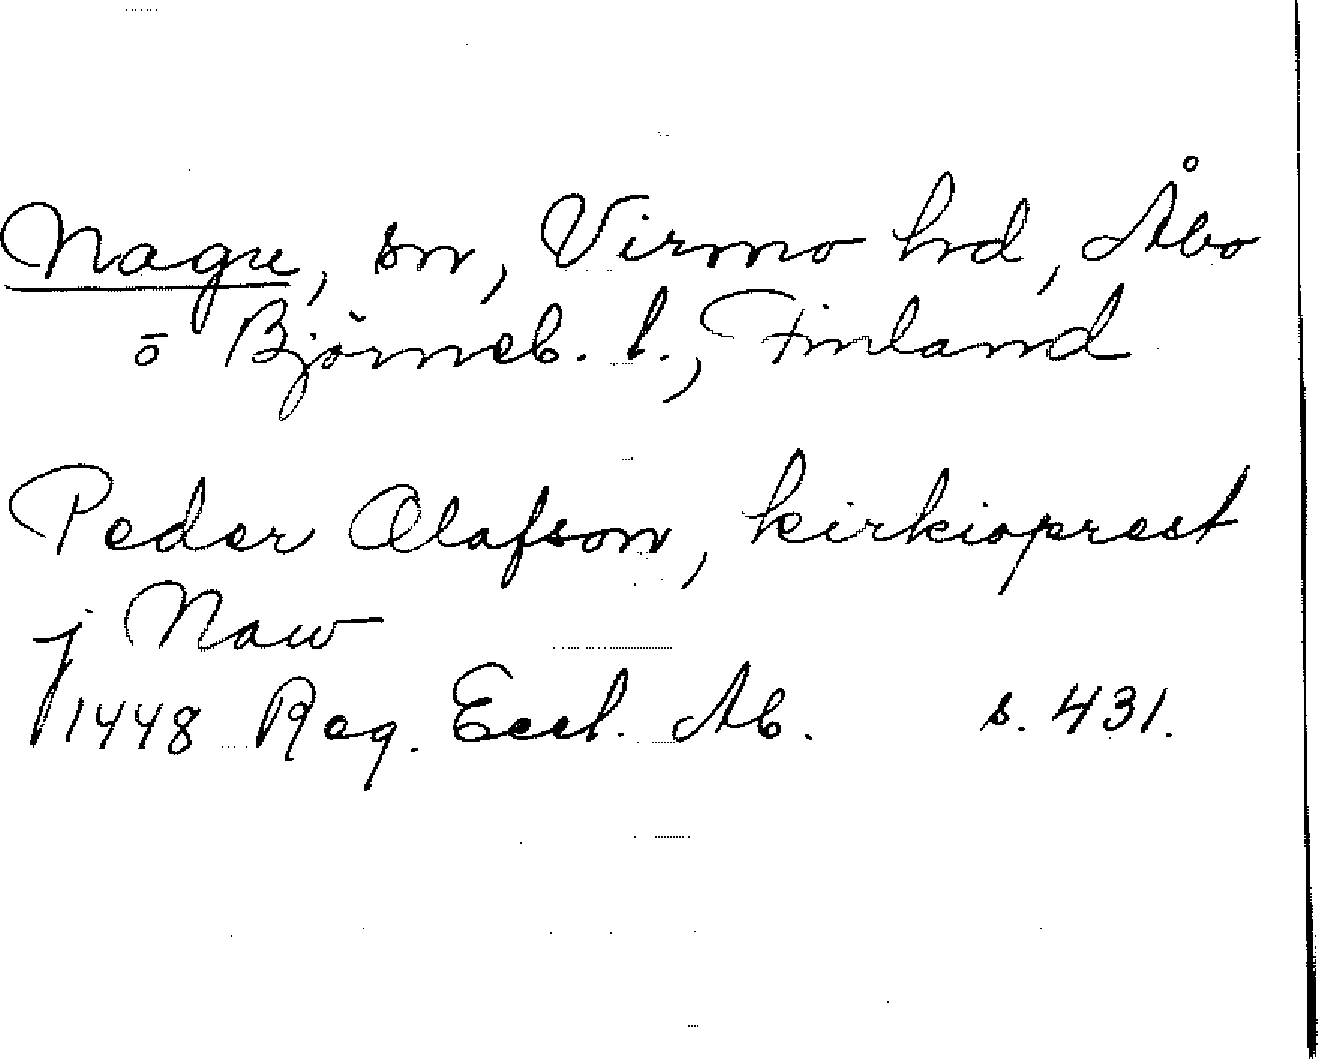 Nagu, sn, Virmo hd, Åbo
o Björneb. l., Finland
Peder Olafson, kirkioprest
j Naw
1448 Reg. Eccl. Ab. s. 431.